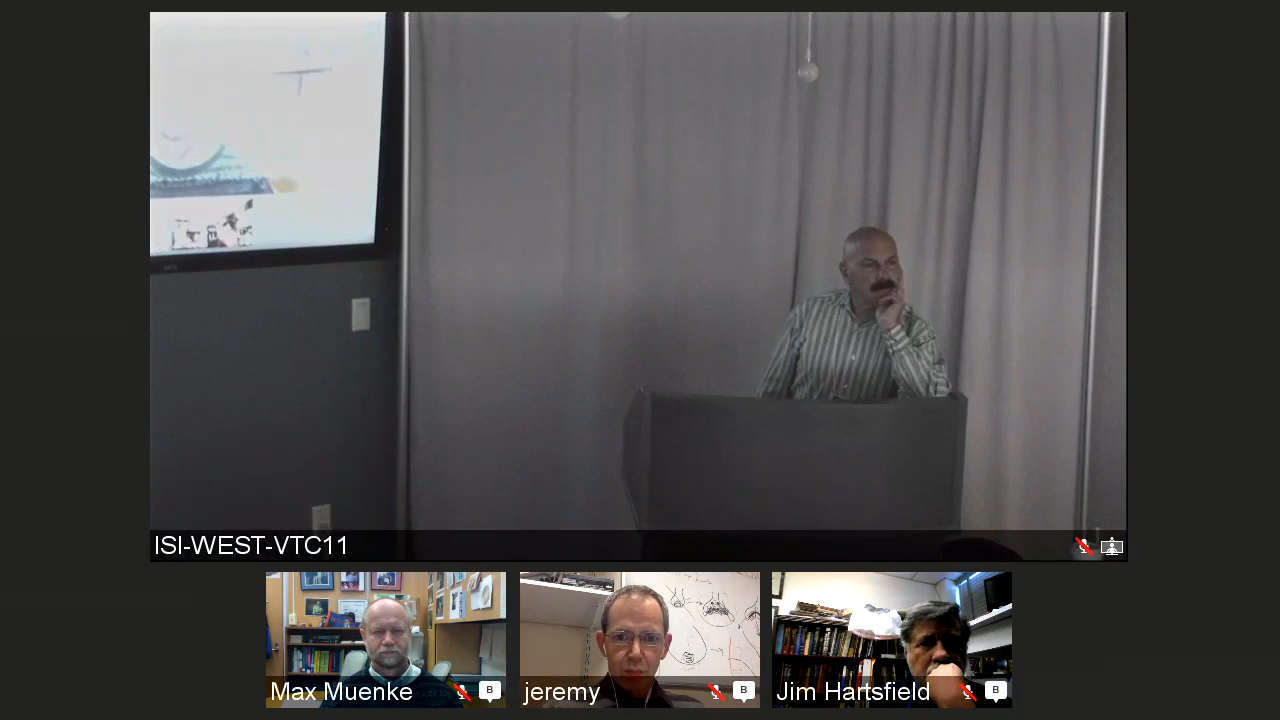 ISI-WEST-VTC11
Max Muenke
B
jeremy
B
Jim Hartsfield
B